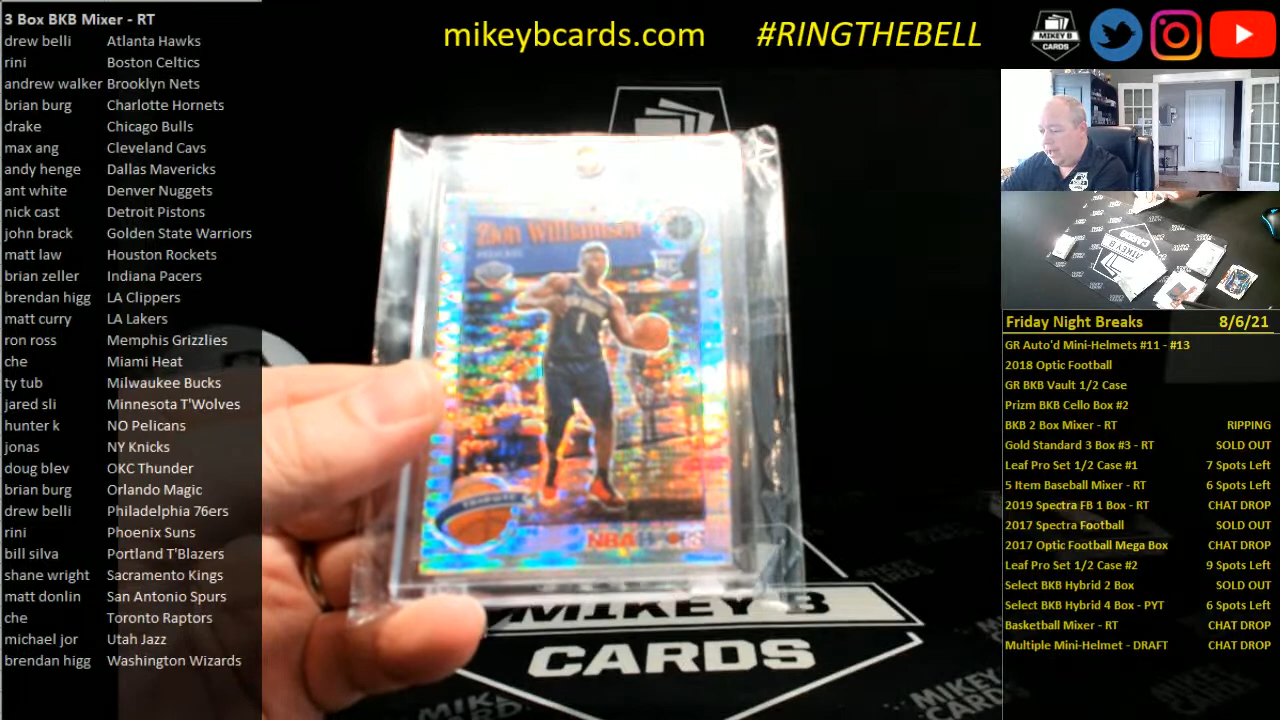 3 Box BKB Mixer - RT
drew belli Atlanta Hawks
rini Boston Celtics
andrew walker Brooklyn Nets
brian burg Charlotte Hornets
drake Chicago Bulls
max ang Cleveland Cavs
andy henge Dallas Mavericks
ant white Denver Nuggets
nick cast Detroit Pistons
john brack Golden State Warriors
matt law Houston Rockets
brian zeller Indiana Pacers
brendan higg LA Clippers
matt curry LA Lakers
ron ross Memphis Grizzlies
che Miami Heat
ty tub Milwaukee Bucks
jared sli Minnesota T'Wolves
hunter k NO Pelicans
jonas NY Knicks
doug blev OKC Thunder
brian burg Orlando Magic
drew belli Philadelphia 76ers
rini Phoenix Suns
bill silva Portland T'Blazers
shane wright Sacramento Kings
matt donlin San Antonio Spurs
che Toronto Raptors
michael jor Utah Jazz
brendan higg Washington Wizards
mikeybcards.com #RINGTHEBELL
MIKEY B
CARDS
Zion Williamson
RC
1
TRIBUTE
NBA HOOPS
MIKEY B
CARDS
MIKEY B
CARDS
Friday Night Breaks 8/6/21
GR Auto'd Mini-Helmets #11 - #13
2018 Optic Football
GR BKB Vault 1/2 Case
Prizm BKB Cello Box #2
BKB 2 Box Mixer - RT RIPPING
Gold Standard 3 Box #3 - RT SOLD OUT
Leaf Pro Set 1/2 Case #1 7 Spots Left
5 Item Baseball Mixer - RT 6 Spots Left
2019 Spectra FB 1 Box - RT CHAT DROP
2017 Spectra Football SOLD OUT
2017 Optic Football Mega Box CHAT DROP
Leaf Pro Set 1/2 Case #2 9 Spots Left
Select BKB Hybrid 2 Box SOLD OUT
Select BKB Hybrid 4 Box - PYT 6 Spots Left
Basketball Mixer - RT CHAT DROP
Multiple Mini-Helmet - DRAFT CHAT DROP